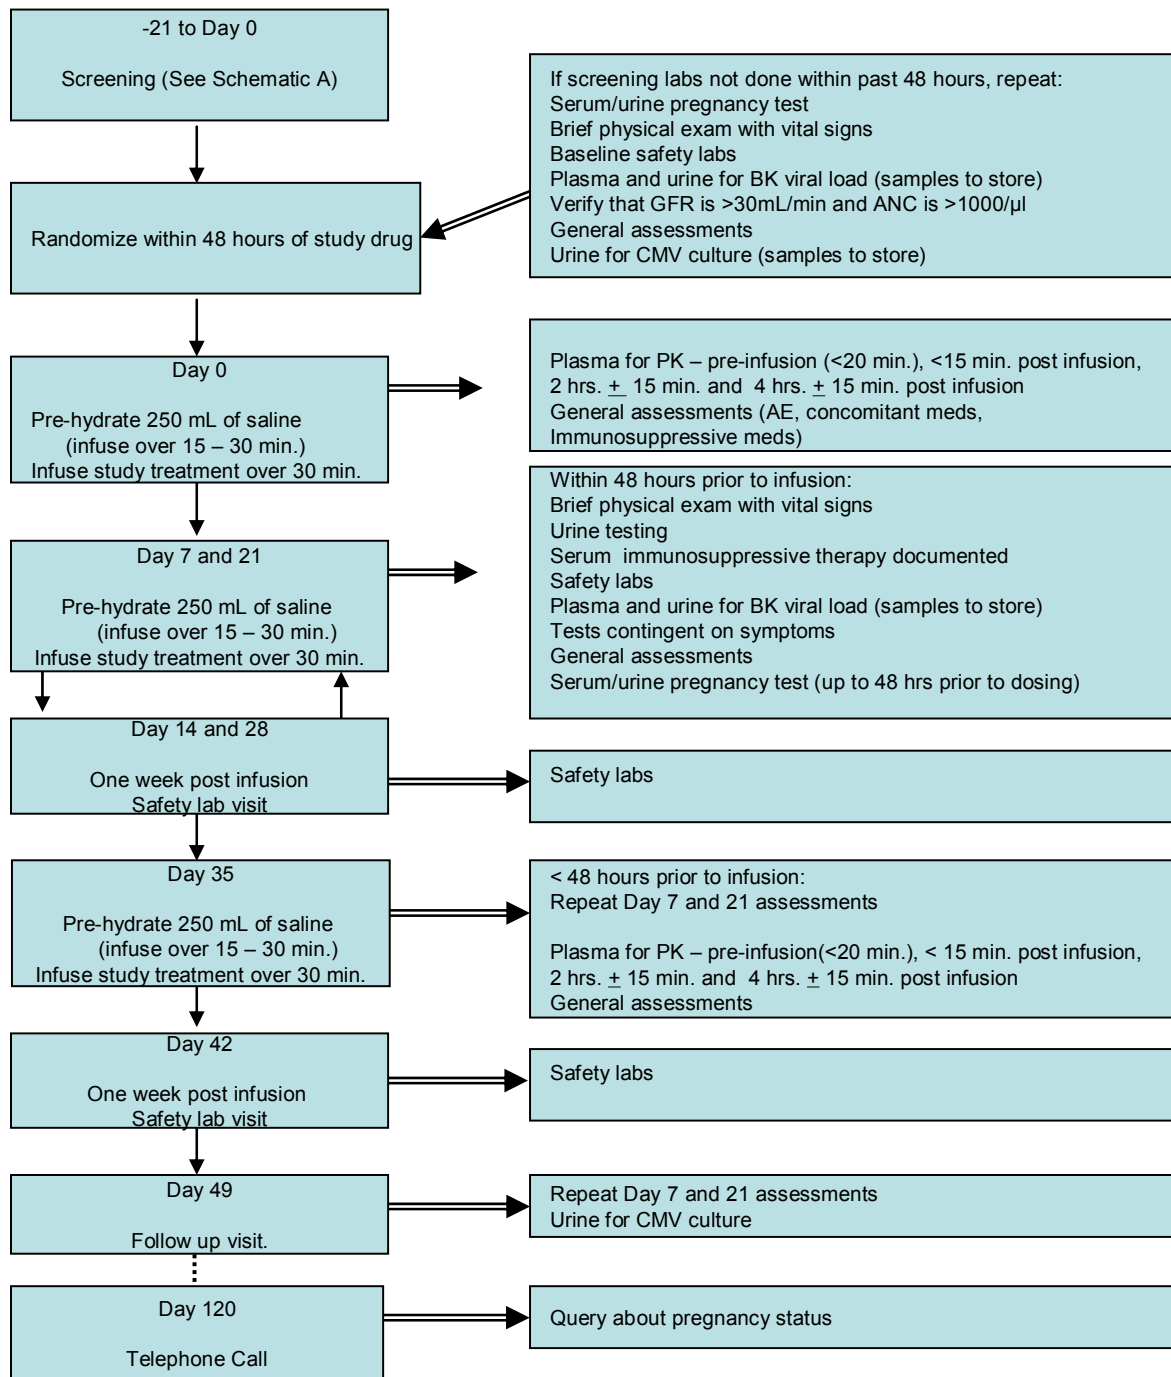 -21 to Day 0
Screening (See Schematic A)
If screening labs not done within past 48 hours, repeat:
Serum/urine pregnancy test
Brief physical exam with vital signs
Baseline safety labs
Plasma and urine for BK viral load (samples to store)
Verify that GFR is >30mL/min and ANC is >1000/µl
General assessments
Urine for CMV culture (samples to store)
Randomize within 48 hours of study drug
Day 0
Pre-hydrate 250 mL of saline
(infuse over 15 – 30 min.)
Infuse study treatment over 30 min.
Plasma for PK – pre-infusion (<20 min.), <15 min. post infusion,
2 hrs. ± 15 min. and 4 hrs. ± 15 min. post infusion
General assessments (AE, concomitant meds,
Immunosuppressive meds)
Day 7 and 21
Pre-hydrate 250 mL of saline
(infuse over 15 – 30 min.)
Infuse study treatment over 30 min.
Within 48 hours prior to infusion:
Brief physical exam with vital signs
Urine testing
Serum immunosuppressive therapy documented
Safety labs
Plasma and urine for BK viral load (samples to store)
Tests contingent on symptoms
General assessments
Serum/urine pregnancy test (up to 48 hrs prior to dosing)
Day 14 and 28
One week post infusion
Safety lab visit
Safety labs
Day 35
Pre-hydrate 250 mL of saline
(infuse over 15 – 30 min.)
Infuse study treatment over 30 min.
< 48 hours prior to infusion:
Repeat Day 7 and 21 assessments
Plasma for PK – pre-infusion(<20 min.), < 15 min. post infusion,
2 hrs. ± 15 min. and 4 hrs. ± 15 min. post infusion
General assessments
Day 42
One week post infusion
Safety lab visit
Safety labs
Day 49
Follow up visit.
Repeat Day 7 and 21 assessments
Urine for CMV culture
Day 120
Telephone Call
Query about pregnancy status